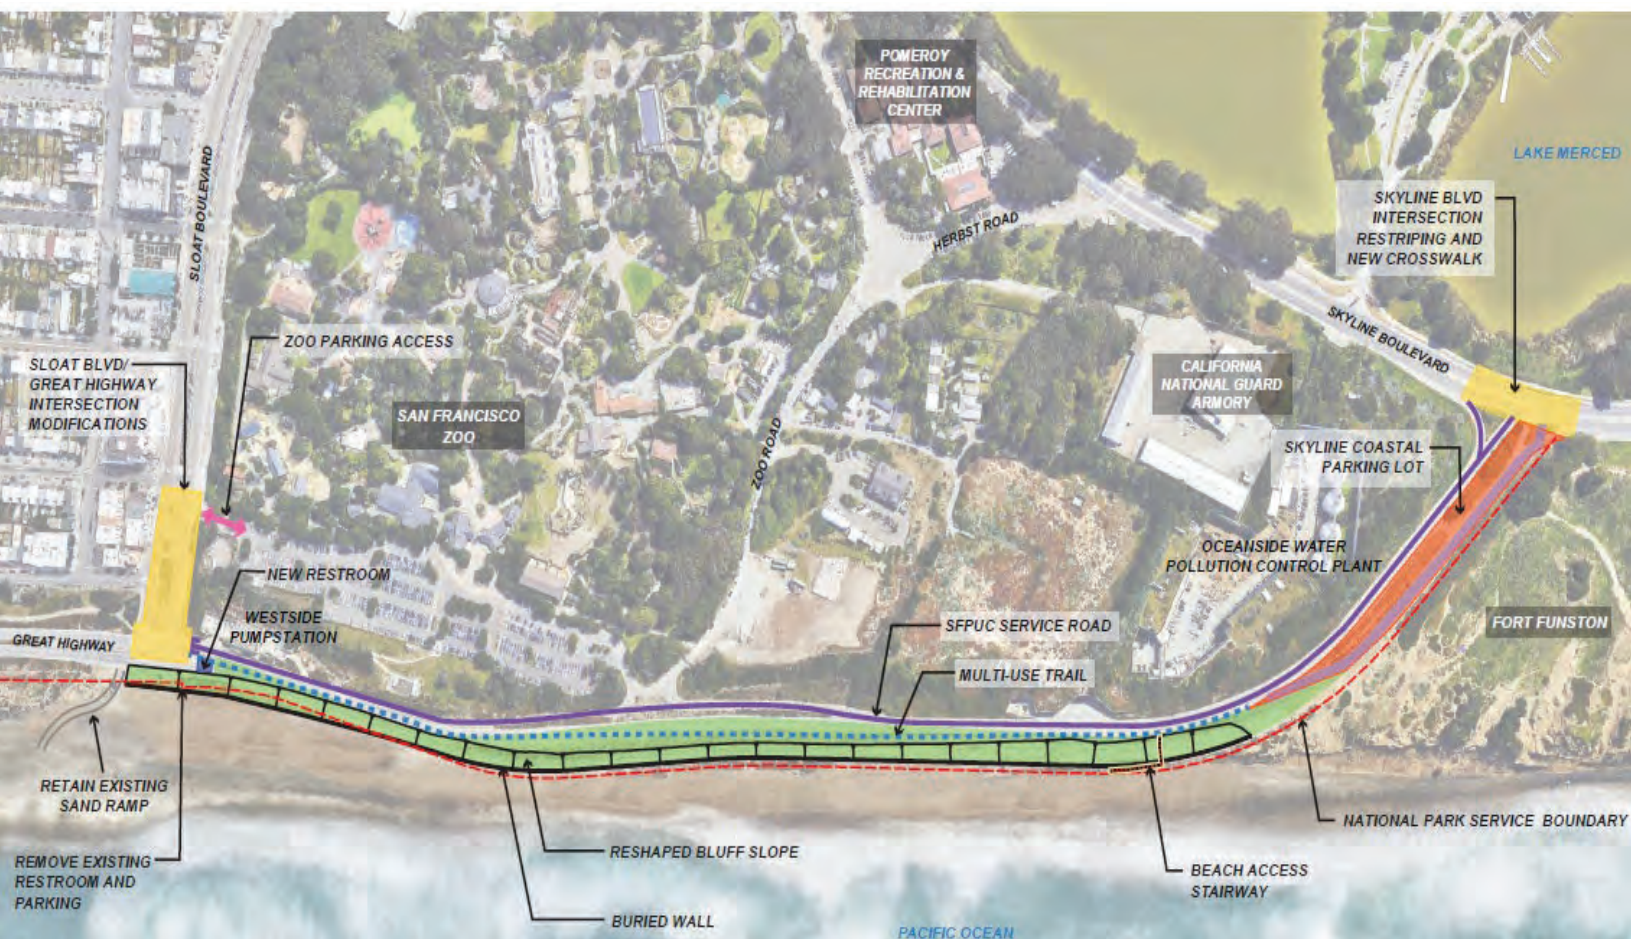 POMEROY
RECREATION &
REHABILITATION
CENTER
LAKE MERCED
SKYLINE BLVD
INTERSECTION
RESTRIPING AND
NEW CROSSWALK
SLOAT BOULEVARD
HERBST ROAD
ZOO PARKING ACCESS
SKYLINE BOULEVARD
SLOAT BLVD/
GREAT HIGHWAY
INTERSECTION
MODIFICATIONS
CALIFORNIA
NATIONAL GUARD
ARMORY
SAN FRANCISCO
ZOO
ZOO ROAD
SKYLINE COASTAL
PARKING LOT
OCEANSIDE WATER
POLLUTION CONTROL PLANT
NEW RESTROOM
WESTSIDE
PUMPSTATION
GREAT HIGHWAY
SFPUC SERVICE ROAD
FORT FUNSTON
MULTI-USE TRAIL
RETAIN EXISTING
SAND RAMP
NATIONAL PARK SERVICE BOUNDARY
REMOVE EXISTING
RESTROOM AND
PARKING
RESHAPED BLUFF SLOPE
BEACH ACCESS
STAIRWAY
BURIED WALL
PACIFIC OCEAN